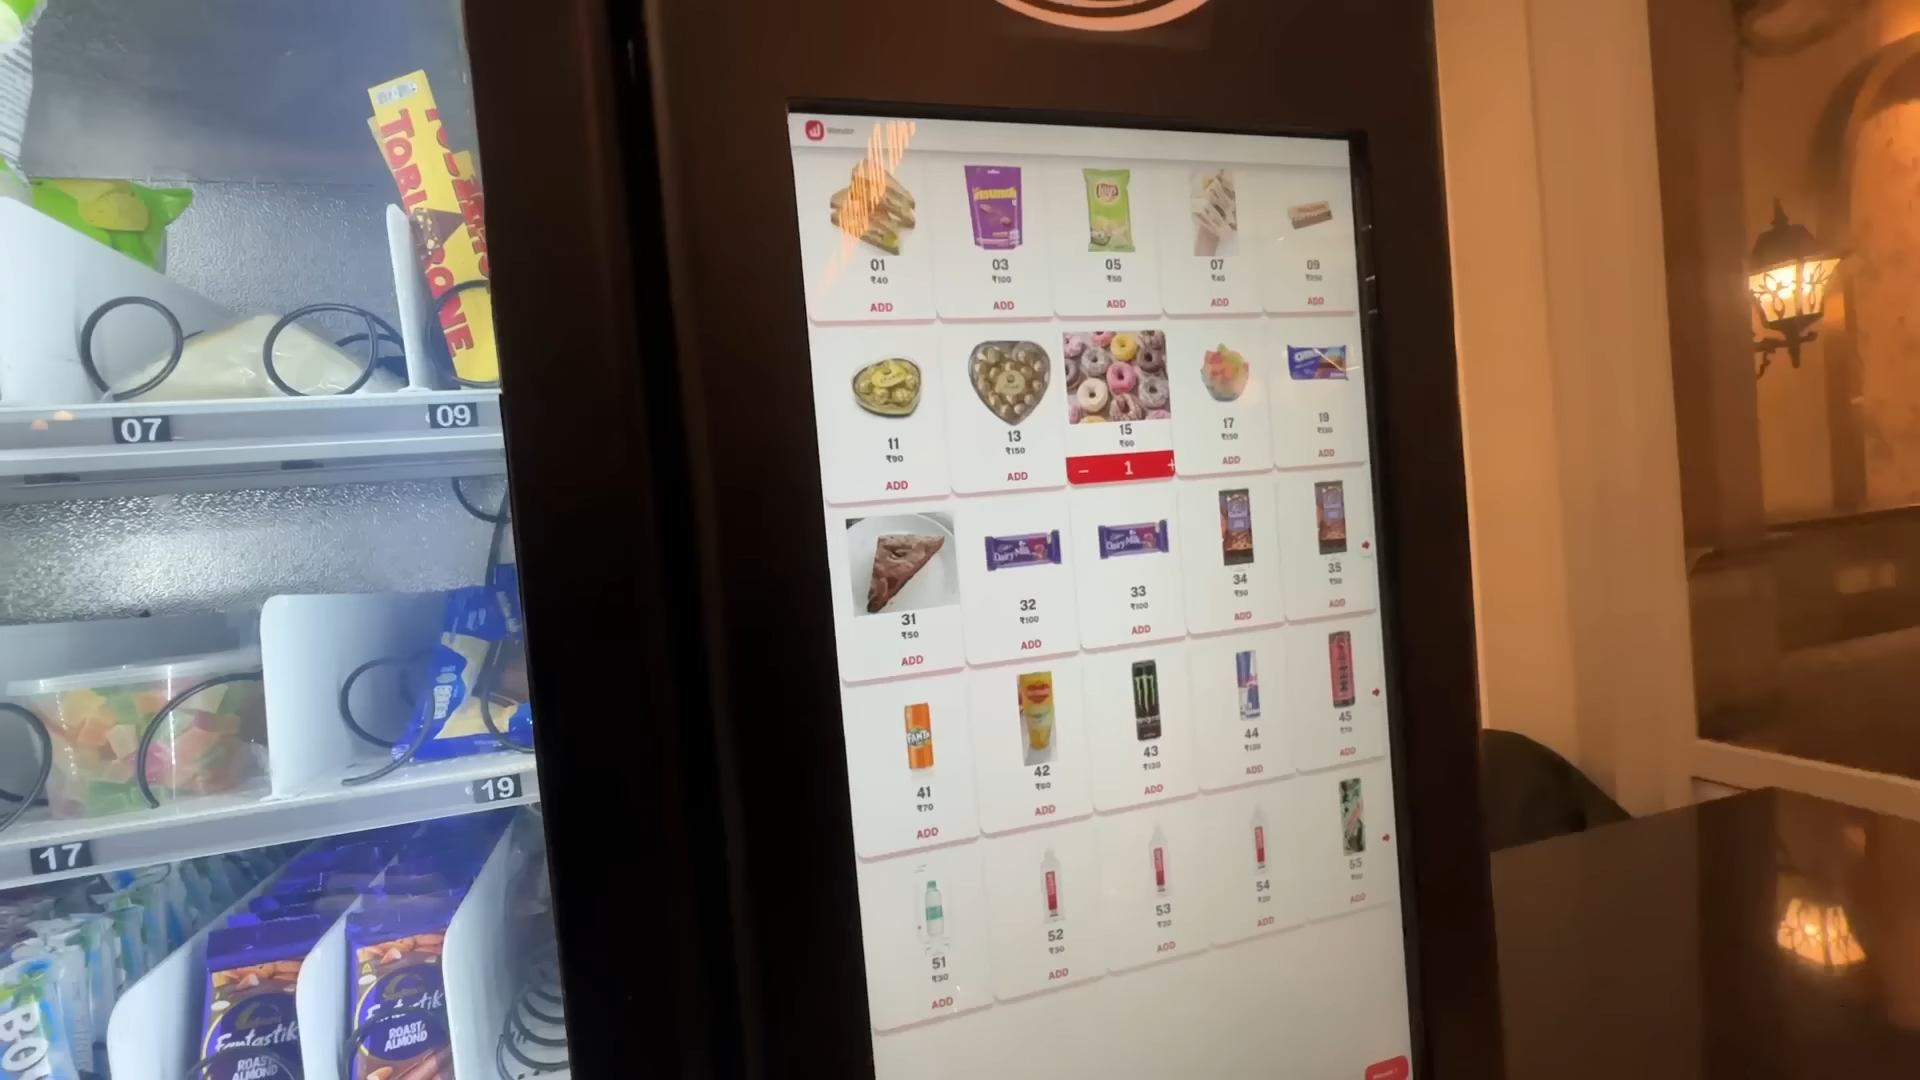 TOBLERONE
07
09
17
19
Fantastik
ROAST
ALMOND
ROAST
ALMOND
Lays
01
₹40
ADD
03
₹100
ADD
05
₹50
ADD
07
₹40
ADD
09
ADD
11
₹90
ADD
13
₹150
ADD
15
₹60
− 1 +
17
₹150
ADD
19
ADD
31
₹50
ADD
Dairy Milk
32
₹100
ADD
Dairy Milk
33
₹100
ADD
34
₹50
ADD
35
₹50
ADD
FANTA
41
₹70
ADD
42
ADD
43
ADD
44
ADD
45
₹70
ADD
51
₹30
ADD
52
₹30
ADD
53
ADD
54
ADD
55
ADD